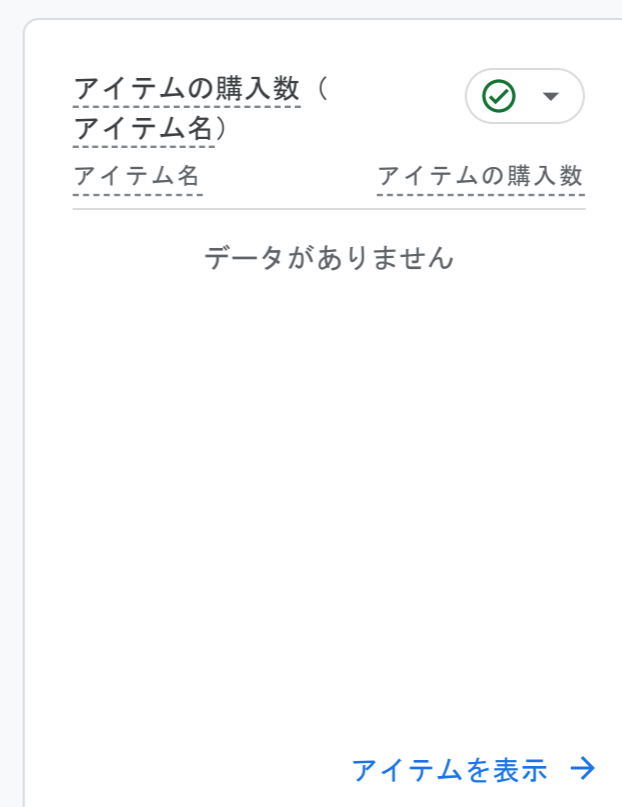 アイテムの購入数（
アイテム名）
アイテム名 アイテムの購入数
データがありません
アイテムを表示 →